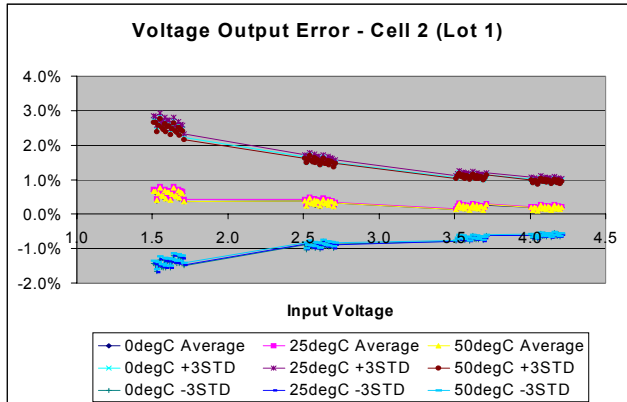 Voltage Output Error - Cell 2 (Lot 1)
4.0%
3.0%
2.0%
1.0%
0.0%
-1.0%
-2.0%
1.0 1.5 2.0 2.5 3.0 3.5 4.0 4.5
Input Voltage
0degC Average 25degC Average 50degC Average
0degC +3STD 25degC +3STD 50degC +3STD
0degC -3STD 25degC -3STD 50degC -3STD